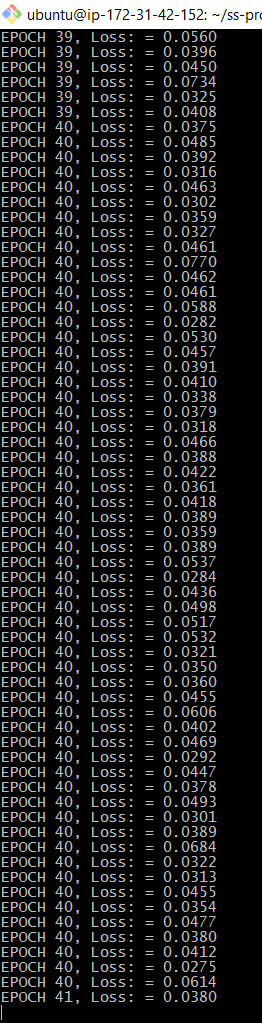 ubuntu@ip-172-31-42-152: ~/ss-pro
EPOCH 39, Loss: = 0.0560
EPOCH 39, Loss: = 0.0396
EPOCH 39, Loss: = 0.0450
EPOCH 39, Loss: = 0.0734
EPOCH 39, Loss: = 0.0325
EPOCH 39, Loss: = 0.0408
EPOCH 40, Loss: = 0.0375
EPOCH 40, Loss: = 0.0485
EPOCH 40, Loss: = 0.0392
EPOCH 40, Loss: = 0.0316
EPOCH 40, Loss: = 0.0463
EPOCH 40, Loss: = 0.0302
EPOCH 40, Loss: = 0.0359
EPOCH 40, Loss: = 0.0327
EPOCH 40, Loss: = 0.0461
EPOCH 40, Loss: = 0.0770
EPOCH 40, Loss: = 0.0462
EPOCH 40, Loss: = 0.0461
EPOCH 40, Loss: = 0.0588
EPOCH 40, Loss: = 0.0282
EPOCH 40, Loss: = 0.0530
EPOCH 40, Loss: = 0.0457
EPOCH 40, Loss: = 0.0391
EPOCH 40, Loss: = 0.0410
EPOCH 40, Loss: = 0.0338
EPOCH 40, Loss: = 0.0379
EPOCH 40, Loss: = 0.0318
EPOCH 40, Loss: = 0.0466
EPOCH 40, Loss: = 0.0388
EPOCH 40, Loss: = 0.0422
EPOCH 40, Loss: = 0.0361
EPOCH 40, Loss: = 0.0418
EPOCH 40, Loss: = 0.0389
EPOCH 40, Loss: = 0.0359
EPOCH 40, Loss: = 0.0389
EPOCH 40, Loss: = 0.0537
EPOCH 40, Loss: = 0.0284
EPOCH 40, Loss: = 0.0436
EPOCH 40, Loss: = 0.0498
EPOCH 40, Loss: = 0.0517
EPOCH 40, Loss: = 0.0532
EPOCH 40, Loss: = 0.0321
EPOCH 40, Loss: = 0.0350
EPOCH 40, Loss: = 0.0360
EPOCH 40, Loss: = 0.0455
EPOCH 40, Loss: = 0.0606
EPOCH 40, Loss: = 0.0402
EPOCH 40, Loss: = 0.0469
EPOCH 40, Loss: = 0.0292
EPOCH 40, Loss: = 0.0447
EPOCH 40, Loss: = 0.0378
EPOCH 40, Loss: = 0.0493
EPOCH 40, Loss: = 0.0301
EPOCH 40, Loss: = 0.0389
EPOCH 40, Loss: = 0.0684
EPOCH 40, Loss: = 0.0322
EPOCH 40, Loss: = 0.0313
EPOCH 40, Loss: = 0.0455
EPOCH 40, Loss: = 0.0354
EPOCH 40, Loss: = 0.0477
EPOCH 40, Loss: = 0.0380
EPOCH 40, Loss: = 0.0412
EPOCH 40, Loss: = 0.0275
EPOCH 40, Loss: = 0.0614
EPOCH 41, Loss: = 0.0380